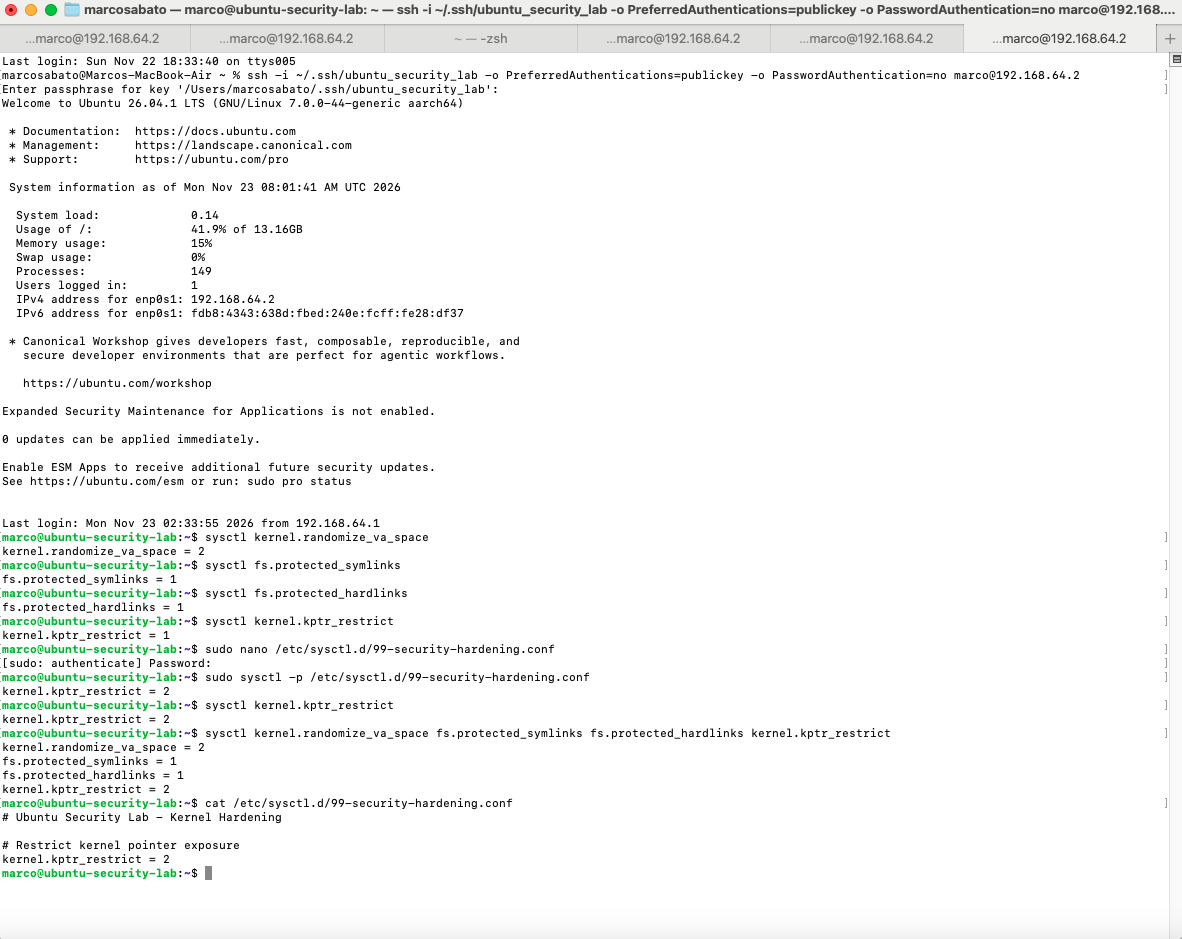 marcosabato — marco@ubuntu-security-lab: ~ — ssh -i ~/.ssh/ubuntu_security_lab -o PreferredAuthentications=publickey -o PasswordAuthentication=no marco@192.168....
...marco@192.168.64.2 ...marco@192.168.64.2 ~ — -zsh ...marco@192.168.64.2 ...marco@192.168.64.2 ...marco@192.168.64.2 +
Last login: Sun Nov 22 18:33:40 on ttys005
[marcosabato@Marcos-MacBook-Air ~ % ssh -i ~/.ssh/ubuntu_security_lab -o PreferredAuthentications=publickey -o PasswordAuthentication=no marco@192.168.64.2 ]
[Enter passphrase for key '/Users/marcosabato/.ssh/ubuntu_security_lab': ]
Welcome to Ubuntu 26.04.1 LTS (GNU/Linux 7.0.0-44-generic aarch64)

 * Documentation:  https://docs.ubuntu.com
 * Management:     https://landscape.canonical.com
 * Support:        https://ubuntu.com/pro

 System information as of Mon Nov 23 08:01:41 AM UTC 2026

  System load:             0.14
  Usage of /:              41.9% of 13.16GB
  Memory usage:            15%
  Swap usage:              0%
  Processes:               149
  Users logged in:         1
  IPv4 address for enp0s1: 192.168.64.2
  IPv6 address for enp0s1: fdb8:4343:638d:fbed:240e:fcff:fe28:df37

 * Canonical Workshop gives developers fast, composable, reproducible, and
   secure developer environments that are perfect for agentic workflows.

   https://ubuntu.com/workshop

Expanded Security Maintenance for Applications is not enabled.

0 updates can be applied immediately.

Enable ESM Apps to receive additional future security updates.
See https://ubuntu.com/esm or run: sudo pro status


Last login: Mon Nov 23 02:33:55 2026 from 192.168.64.1
[marco@ubuntu-security-lab:~$ sysctl kernel.randomize_va_space ]
kernel.randomize_va_space = 2
[marco@ubuntu-security-lab:~$ sysctl fs.protected_symlinks ]
fs.protected_symlinks = 1
[marco@ubuntu-security-lab:~$ sysctl fs.protected_hardlinks ]
fs.protected_hardlinks = 1
[marco@ubuntu-security-lab:~$ sysctl kernel.kptr_restrict ]
kernel.kptr_restrict = 1
[marco@ubuntu-security-lab:~$ sudo nano /etc/sysctl.d/99-security-hardening.conf ]
[[sudo: authenticate] Password: ]
[marco@ubuntu-security-lab:~$ sudo sysctl -p /etc/sysctl.d/99-security-hardening.conf ]
kernel.kptr_restrict = 2
[marco@ubuntu-security-lab:~$ sysctl kernel.kptr_restrict ]
kernel.kptr_restrict = 2
[marco@ubuntu-security-lab:~$ sysctl kernel.randomize_va_space fs.protected_symlinks fs.protected_hardlinks kernel.kptr_restrict ]
kernel.randomize_va_space = 2
fs.protected_symlinks = 1
fs.protected_hardlinks = 1
kernel.kptr_restrict = 2
[marco@ubuntu-security-lab:~$ cat /etc/sysctl.d/99-security-hardening.conf ]
# Ubuntu Security Lab - Kernel Hardening

# Restrict kernel pointer exposure
kernel.kptr_restrict = 2
marco@ubuntu-security-lab:~$